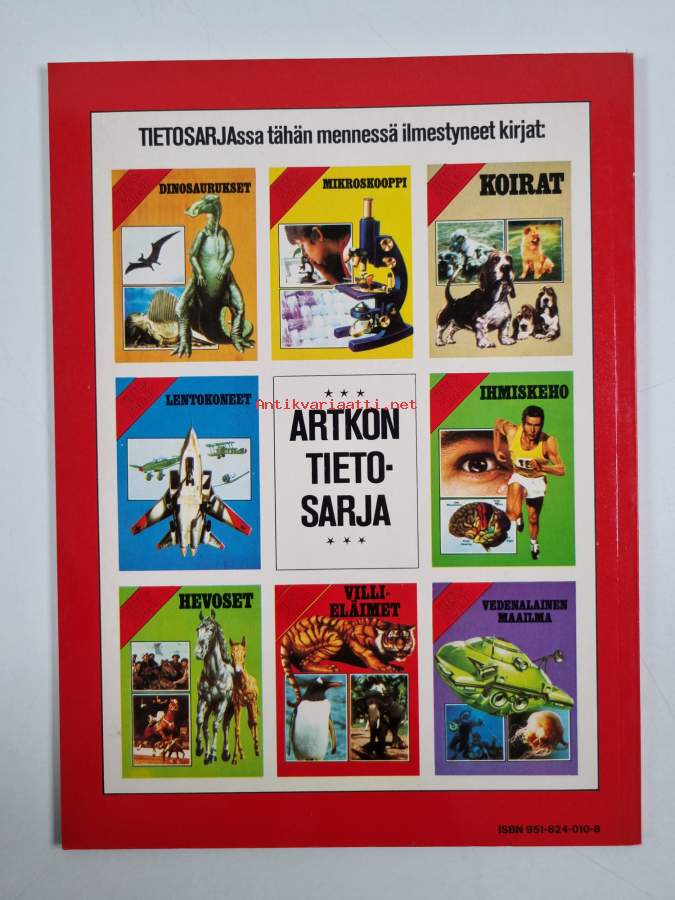 TIETOSARJAssa tähän mennessä ilmestyneet kirjat:
DINOSAURUKSET
MIKROSKOOPPI
KOIRAT
LENTOKONEET
Antikvariaatti.net
ARTKON
TIETO-
SARJA
IHMISKEHO
HEVOSET
VILLI-
ELÄIMET
VEDENALAINEN
MAAILMA
ISBN 951-824-010-8